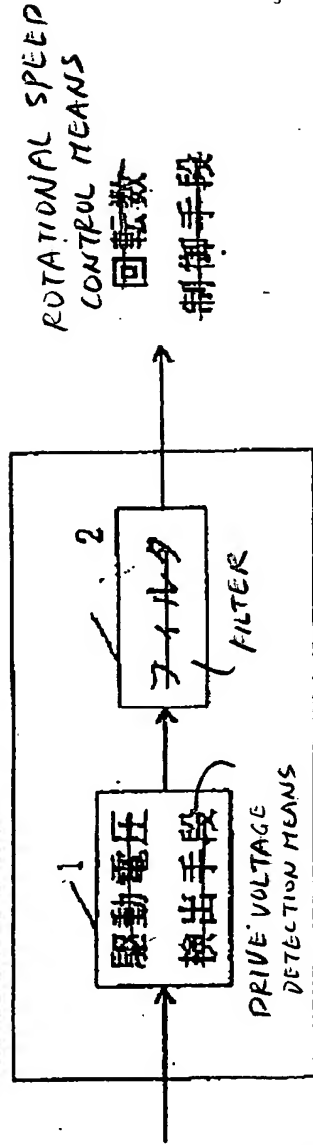 1
駆動電圧
検出手段
DRIVE VOLTAGE
DETECTION MEANS
2
フィルタ
FILTER
ROTATIONAL SPEED
CONTROL MEANS
回転数
制御手段